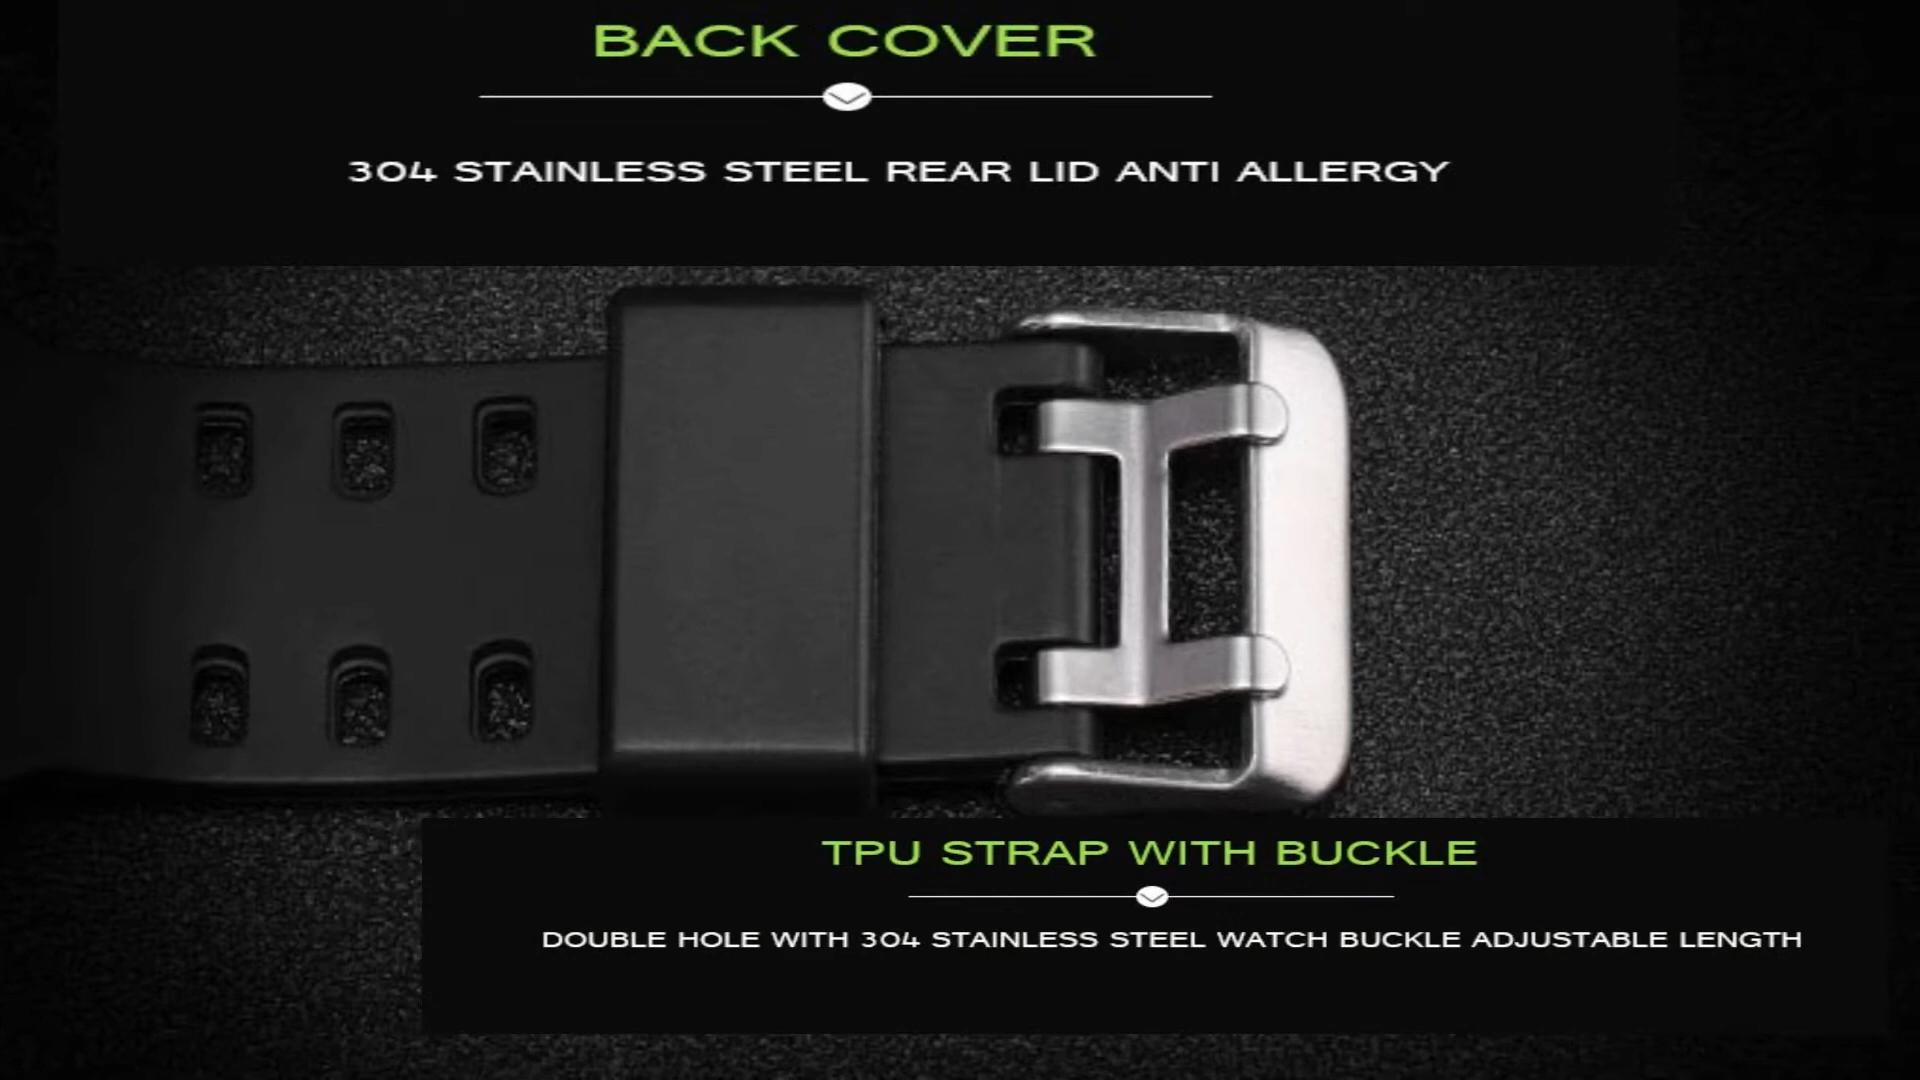 BACK COVER
304 STAINLESS STEEL REAR LID ANTI ALLERGY
TPU STRAP WITH BUCKLE
DOUBLE HOLE WITH 304 STAINLESS STEEL WATCH BUCKLE ADJUSTABLE LENGTH